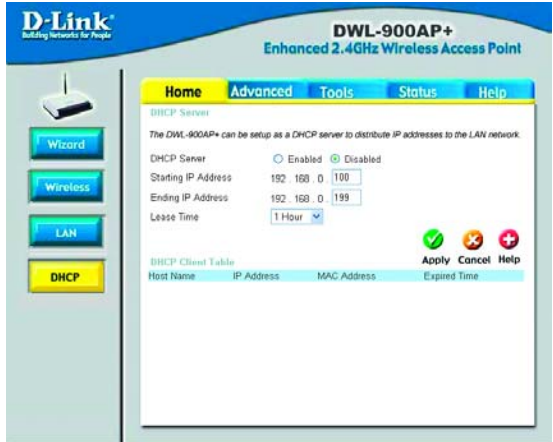 D-Link
Building Networks for People
DWL-900AP+
Enhanced 2.4GHz Wireless Access Point
Home Advanced Tools Status Help
Wizard
Wireless
LAN
DHCP
DHCP Server
The DWL-900AP+ can be setup as a DHCP server to distribute IP addresses to the LAN network.
DHCP Server Enabled Disabled
Starting IP Address 192 . 168 . 0 . 100
Ending IP Address 192 . 168 . 0 . 199
Lease Time 1 Hour
Apply Cancel Help
DHCP Client Table
Host Name IP Address MAC Address Expired Time